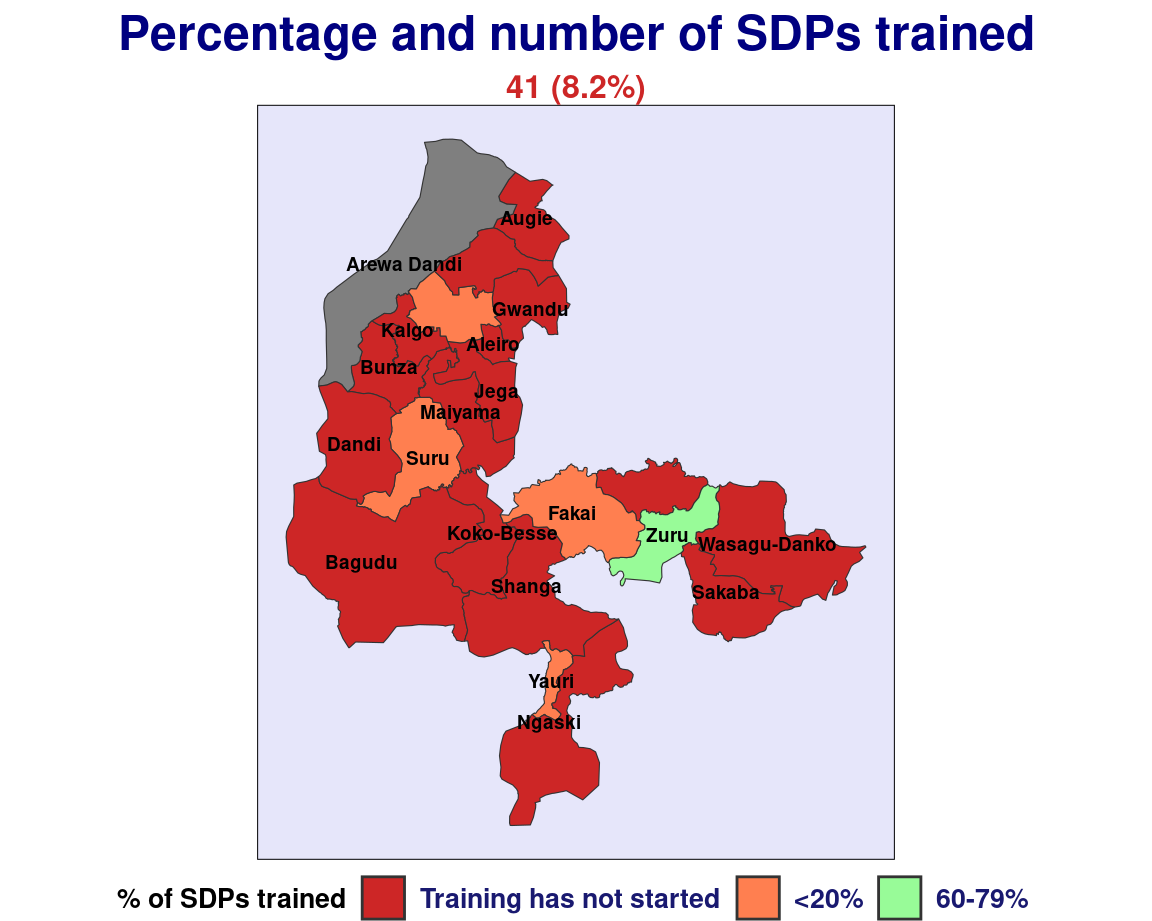 Percentage and number of SDPs trained
41 (8.2%)
Augie
Arewa Dandi
Gwandu
Kalgo
Aleiro
Bunza
Jega
Maiyama
Dandi
Suru
Fakai
Koko-Besse
Zuru
Wasagu-Danko
Bagudu
Shanga
Sakaba
Yauri
Ngaski
% of SDPs trained Training has not started <20% 60-79%